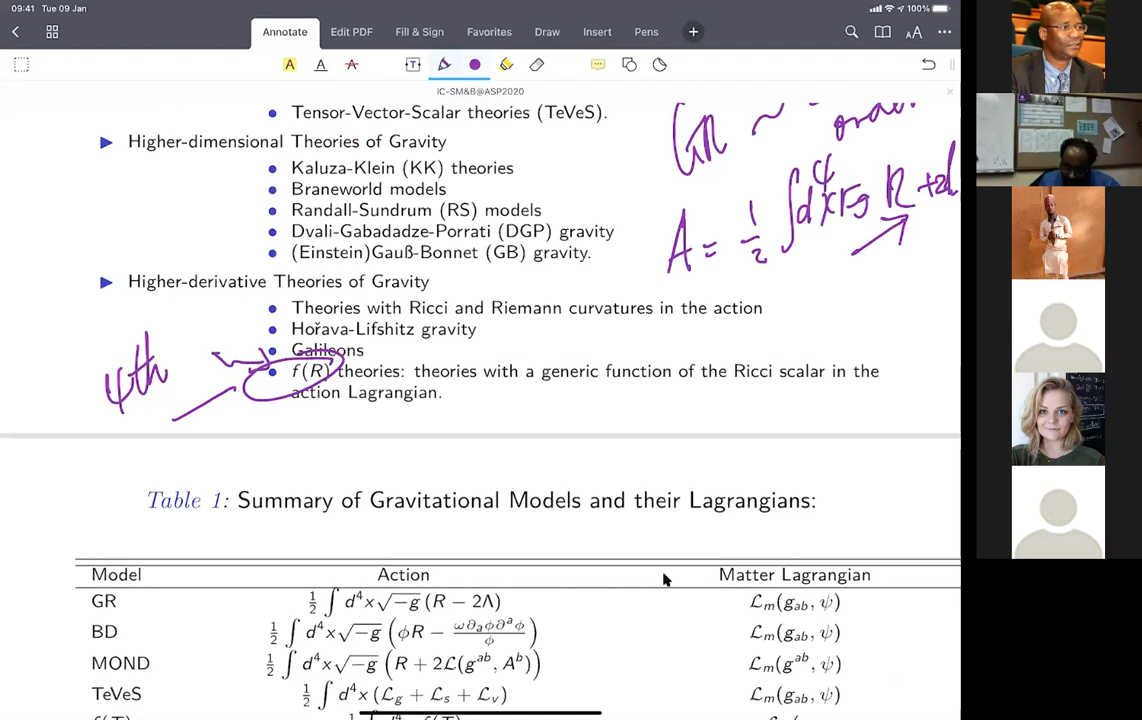 09:41 Tue 09 Jan
100%
Annotate Edit PDF Fill & Sign Favorites Draw Insert Pens
IC-SM&B@ASP2020
Tensor-Vector-Scalar theories (TeVeS).
Higher-dimensional Theories of Gravity
Kaluza-Klein (KK) theories
Braneworld models
Randall-Sundrum (RS) models
Dvali-Gabadadze-Porrati (DGP) gravity
(Einstein)Gauß-Bonnet (GB) gravity.
GR ~
A = 1/2 ∫d⁴x√-g R +2
Higher-derivative Theories of Gravity
Theories with Ricci and Riemann curvatures in the action
Hořava-Lifshitz gravity
Galileons
4th
f(R) theories: theories with a generic function of the Ricci scalar in the
action Lagrangian.
Table 1: Summary of Gravitational Models and their Lagrangians:
Model Action Matter Lagrangian
GR ½ ∫ d⁴x√−g (R − 2Λ) ℒm(gab, ψ)
BD ½ ∫ d⁴x√−g (ϕR − ω∂aϕ∂ᵃϕ/ϕ) ℒm(gab, ψ)
MOND ½ ∫ d⁴x√−g (R + 2ℒ(gᵃᵇ, Aᵇ)) ℒm(gᵃᵇ, ψ)
TeVeS ½ ∫ d⁴x (ℒg + ℒs + ℒv) ℒm(gab, ψ)